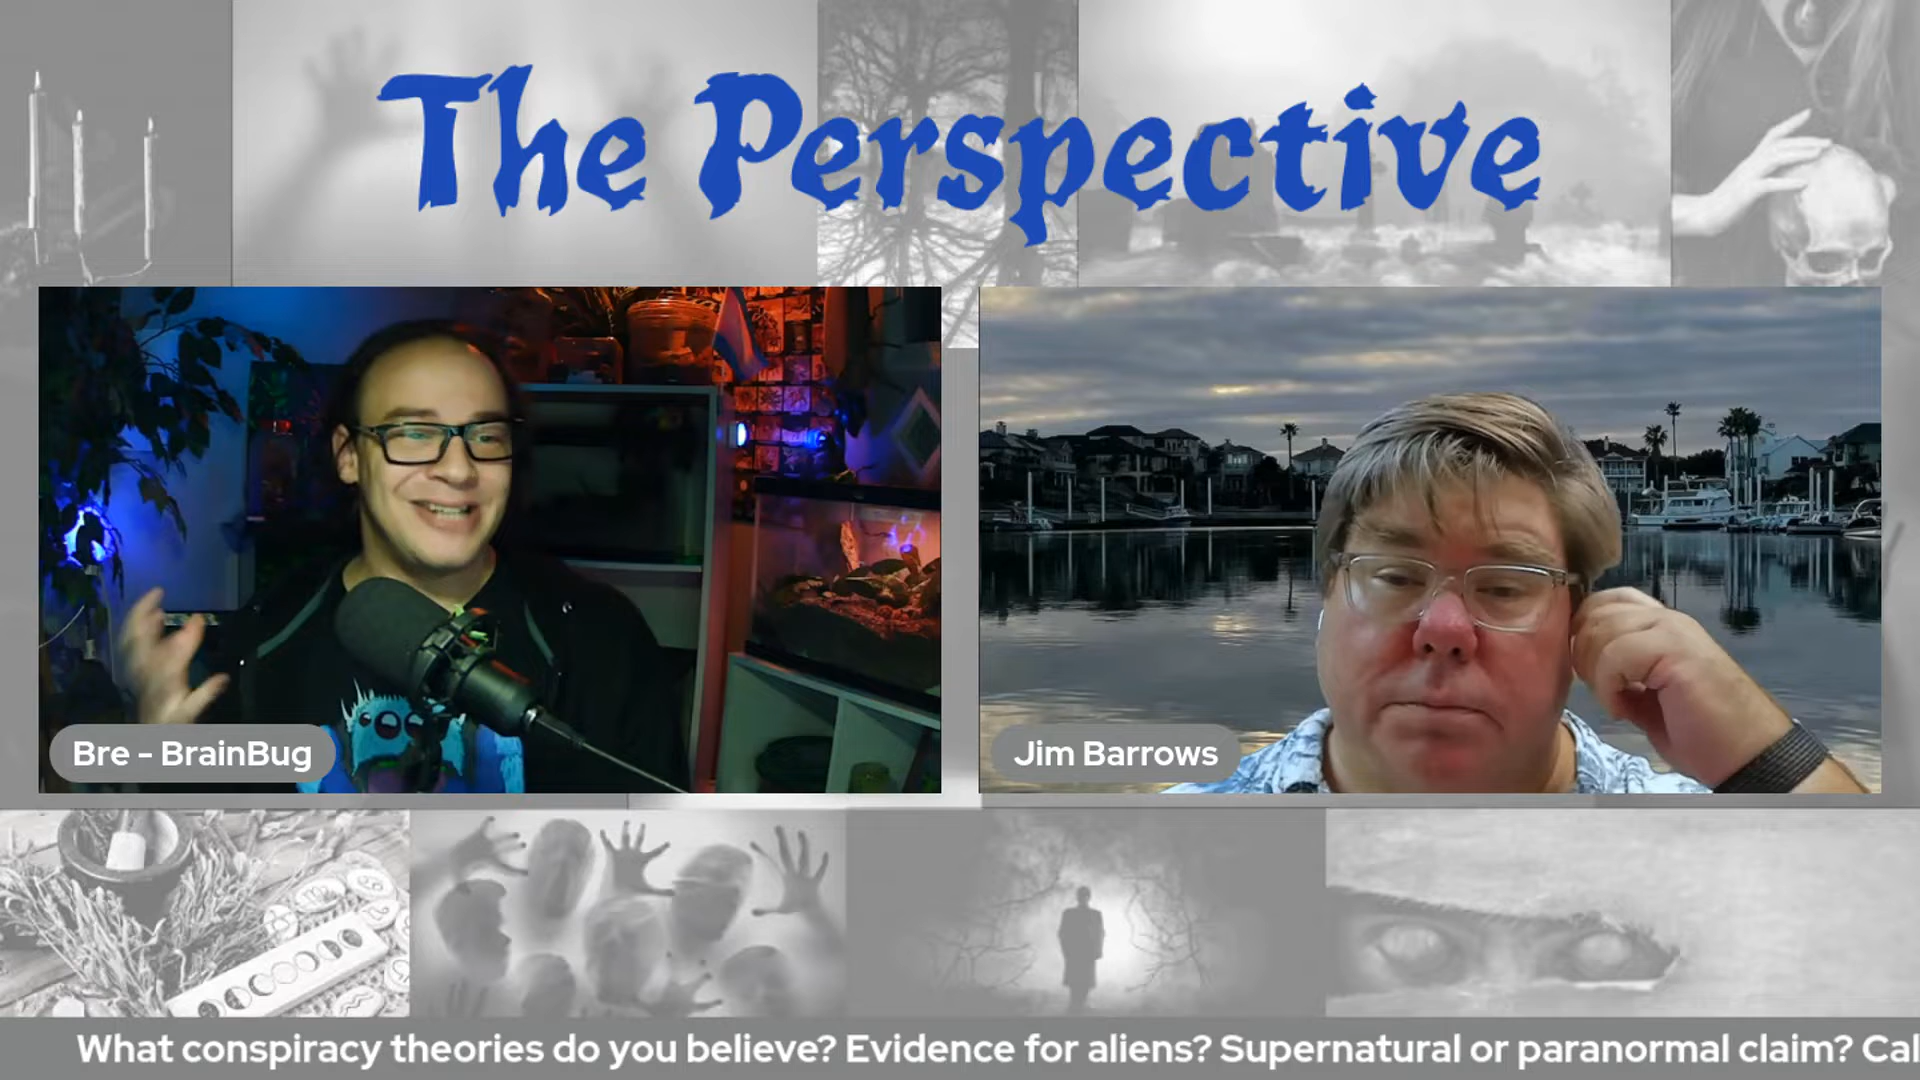 The Perspective
Bre - BrainBug
Jim Barrows
What conspiracy theories do you believe? Evidence for aliens? Supernatural or paranormal claim? Cal